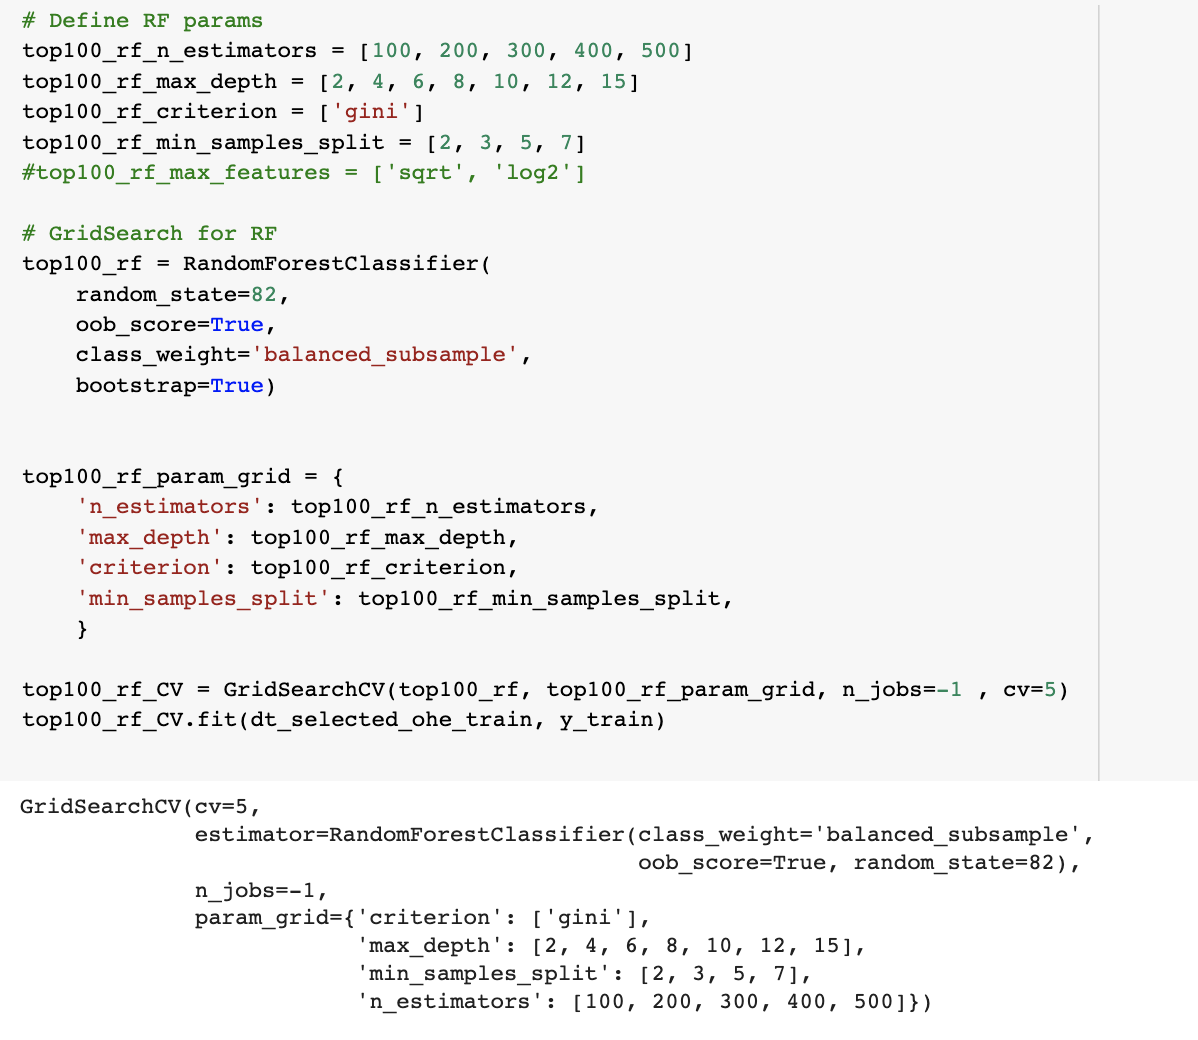 # Define RF params
top100_rf_n_estimators = [100, 200, 300, 400, 500]
top100_rf_max_depth = [2, 4, 6, 8, 10, 12, 15]
top100_rf_criterion = ['gini']
top100_rf_min_samples_split = [2, 3, 5, 7]
#top100_rf_max_features = ['sqrt', 'log2']

# GridSearch for RF
top100_rf = RandomForestClassifier(
    random_state=82,
    oob_score=True,
    class_weight='balanced_subsample',
    bootstrap=True)


top100_rf_param_grid = {
    'n_estimators': top100_rf_n_estimators,
    'max_depth': top100_rf_max_depth,
    'criterion': top100_rf_criterion,
    'min_samples_split': top100_rf_min_samples_split,
    }

top100_rf_CV = GridSearchCV(top100_rf, top100_rf_param_grid, n_jobs=-1 , cv=5)
top100_rf_CV.fit(dt_selected_ohe_train, y_train)

GridSearchCV(cv=5,
             estimator=RandomForestClassifier(class_weight='balanced_subsample',
                                              oob_score=True, random_state=82),
             n_jobs=-1,
             param_grid={'criterion': ['gini'],
                         'max_depth': [2, 4, 6, 8, 10, 12, 15],
                         'min_samples_split': [2, 3, 5, 7],
                         'n_estimators': [100, 200, 300, 400, 500]})